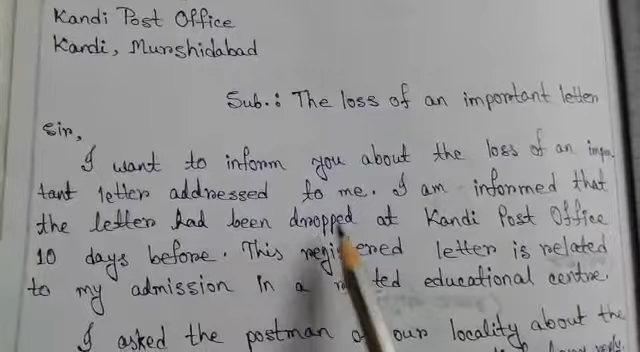 Kandi Post Office
Kandi, Murshidabad
Sub.: The loss of an important letter
Sir,
I want to inform you about the loss of an impor
tant letter addressed to me. I am informed that
the letter had been dropped at Kandi Post Office
10 days before. This registered letter is related
to my admission in a educational centre.
I asked the postman of our locality about the
reply.